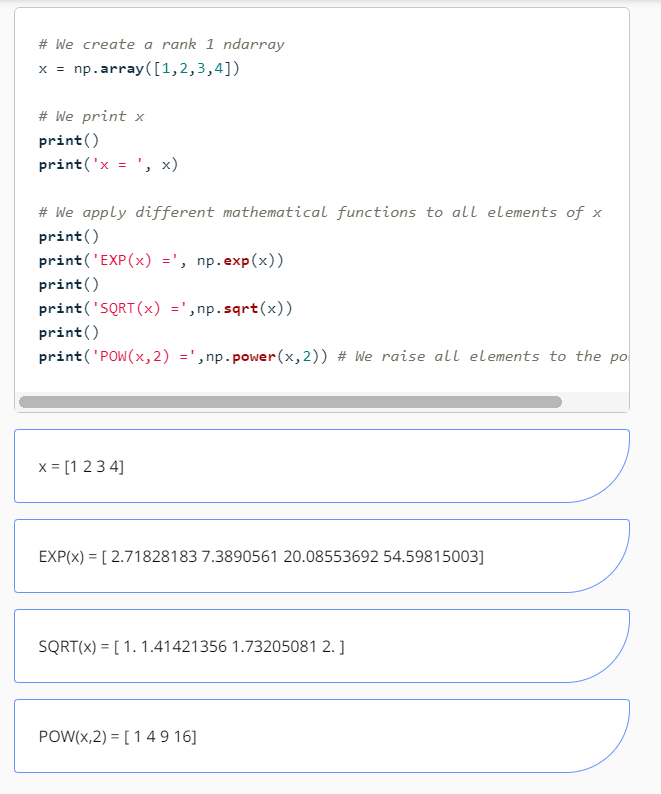 # We create a rank 1 ndarray
x = np.array([1,2,3,4])
# We print x
print()
print('x = ', x)
# We apply different mathematical functions to all elements of x
print()
print('EXP(x) =', np.exp(x))
print()
print('SQRT(x) =',np.sqrt(x))
print()
print('POW(x,2) =',np.power(x,2)) # We raise all elements to the
x = [1 2 3 4]
EXP(x) = [ 2.71828183 7.3890561 20.08553692 54.59815003]
SQRT(x) = [ 1. 1.41421356 1.73205081 2. ]
POW(x,2) = [ 1 4 9 16]